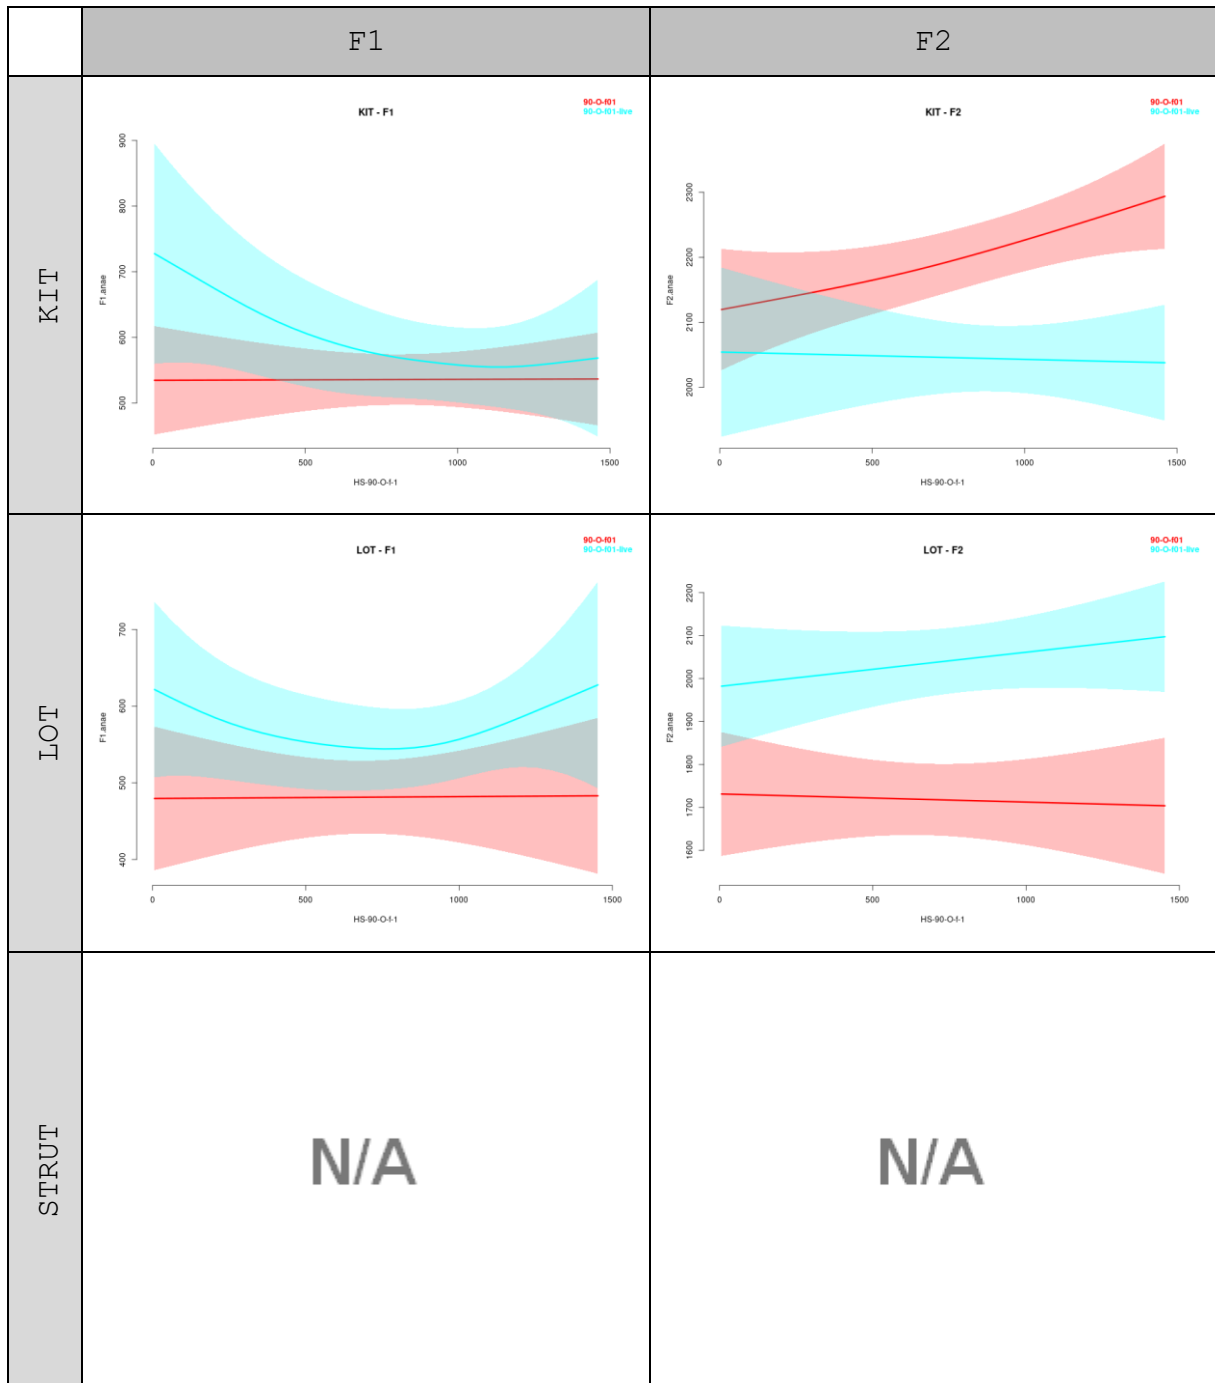 F1
F2
KIT
KIT - F1
90-O-f01
90-O-f01-live
900
800
700
600
500
F1.anae
0
500
1000
1500
HS-90-O-f-1
KIT - F2
90-O-f01
90-O-f01-live
2300
2200
2100
2000
F2.anae
0
500
1000
1500
HS-90-O-f-1
LOT
LOT - F1
90-O-f01
90-O-f01-live
700
600
500
400
F1.anae
0
500
1000
1500
HS-90-O-f-1
LOT - F2
90-O-f01
90-O-f01-live
2200
2100
2000
1900
1800
1700
1600
F2.anae
0
500
1000
1500
HS-90-O-f-1
STRUT
N/A
N/A